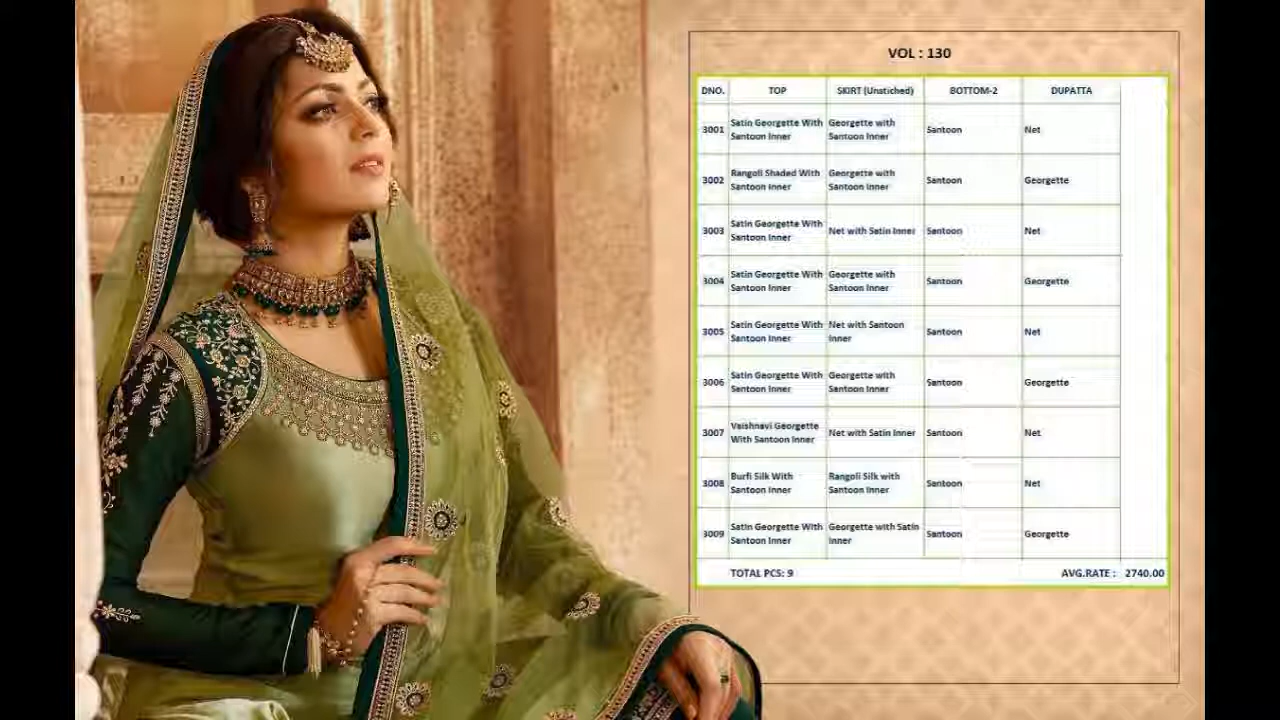 VOL : 130
DNO. TOP SKIRT (Unstiched) BOTTOM-2 DUPATTA
3001 Satin Georgette With Santoon Inner Georgette with Santoon Inner Santoon Net
3002 Rangoli Shaded With Santoon Inner Georgette with Santoon Inner Santoon Georgette
3003 Satin Georgette With Santoon Inner Net with Satin Inner Santoon Net
3004 Satin Georgette With Santoon Inner Georgette with Santoon Inner Santoon Georgette
3005 Satin Georgette With Santoon Inner Net with Santoon Inner Santoon Net
3006 Satin Georgette With Santoon Inner Georgette with Santoon Inner Santoon Georgette
3007 Vaishnavi Georgette With Santoon Inner Net with Satin Inner Santoon Net
3008 Burfi Silk With Santoon Inner Rangoli Silk with Santoon Inner Santoon Net
3009 Satin Georgette With Santoon Inner Georgette with Satin Inner Santoon Georgette
TOTAL PCS: 9 AVG.RATE : 2740.00